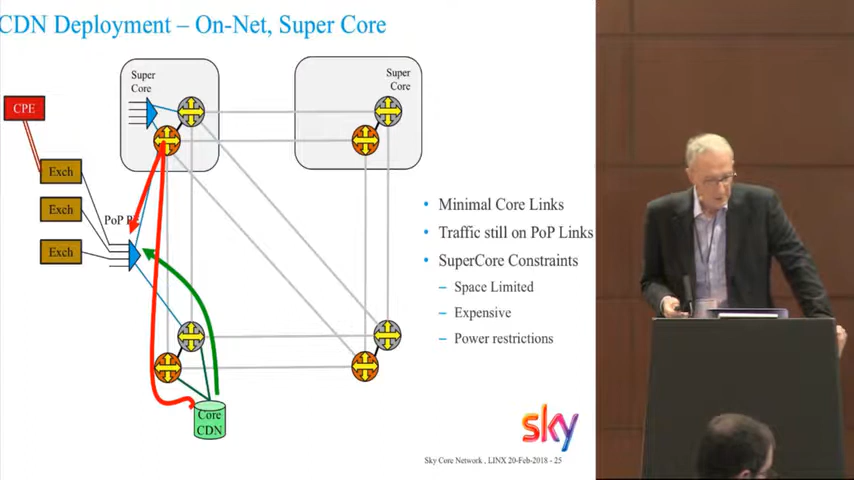 CDN Deployment – On-Net, Super Core
Super
Core
Super
Core
CPE
Exch
Exch
Exch
PoP
Core
CDN
• Minimal Core Links
• Traffic still on PoP Links
• SuperCore Constraints
– Space Limited
– Expensive
– Power restrictions
sky
Sky Core Network , LINX 20-Feb-2018 - 25